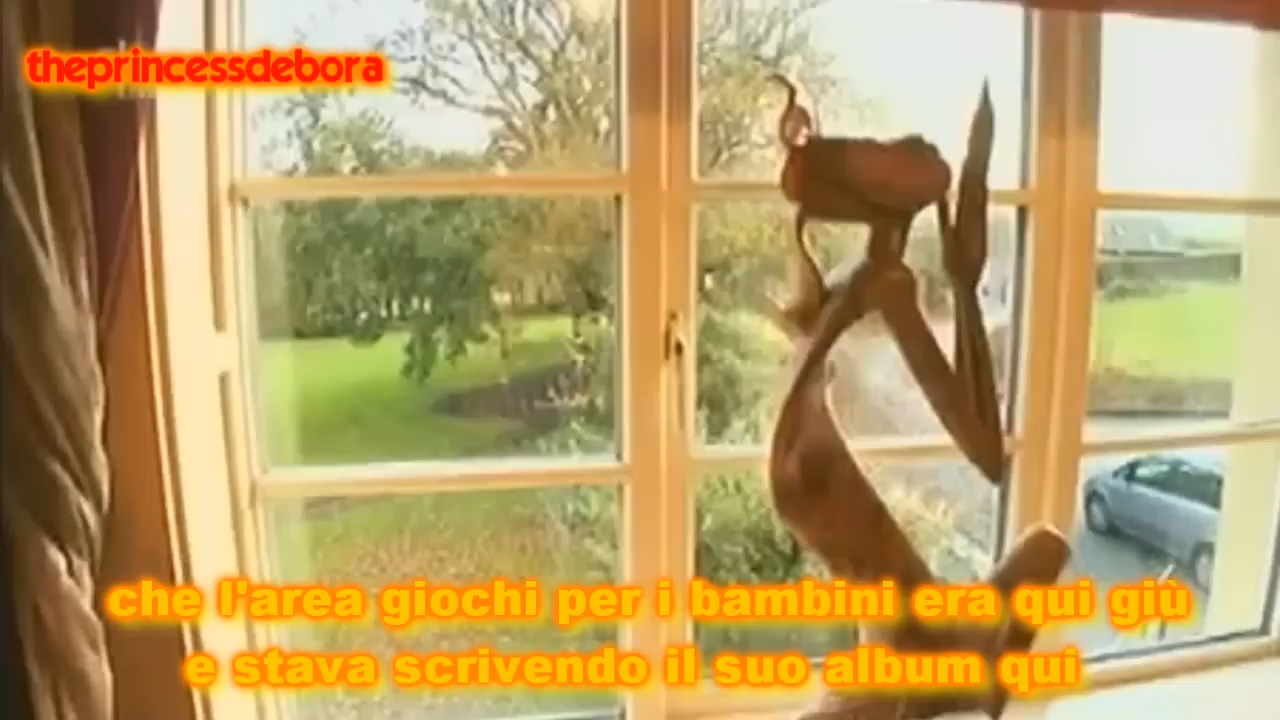 theprincessdebora
che l'area giochi per i bambini era qui giù
e stava scrivendo il suo album qui